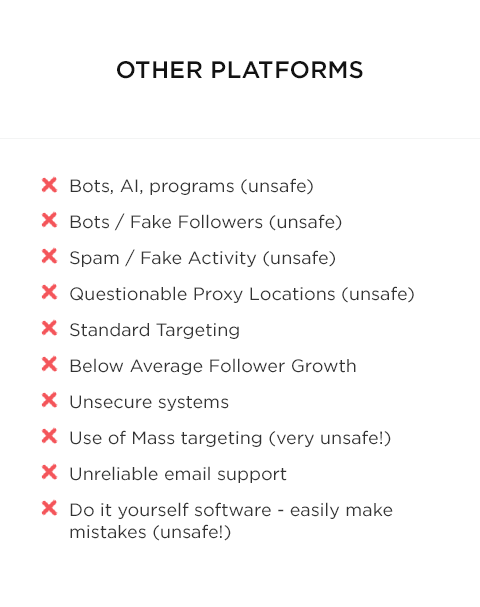 OTHER PLATFORMS
Bots, AI, programs (unsafe)
Bots / Fake Followers (unsafe)
Spam / Fake Activity (unsafe)
Questionable Proxy Locations (unsafe)
Standard Targeting
Below Average Follower Growth
Unsecure systems
Use of Mass targeting (very unsafe!)
Unreliable email support
Do it yourself software - easily make
mistakes (unsafe!)